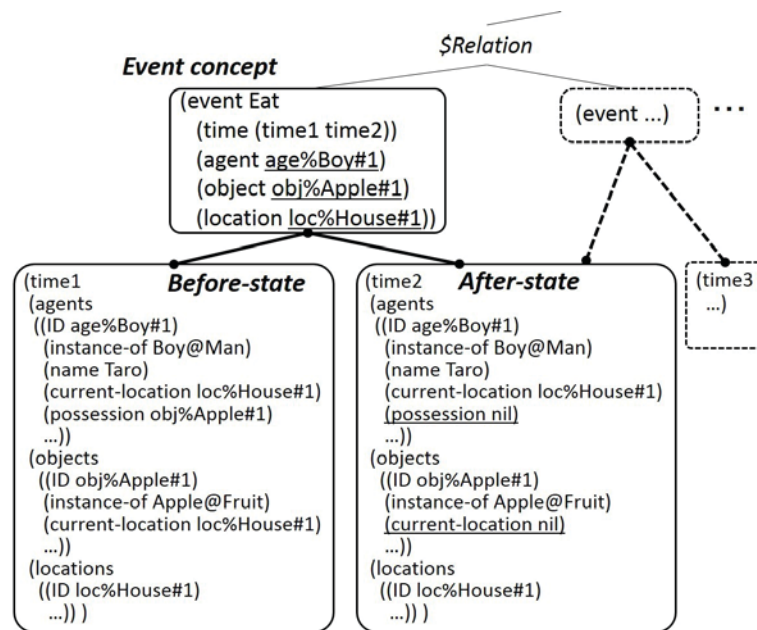 $Relation
Event concept
(event Eat
(time (time1 time2))
(agent age%Boy#1)
(object obj%Apple#1)
(location loc%House#1))
(event ...)
...
(time1 Before-state
(agents
((ID age%Boy#1)
(instance-of Boy@Man)
(name Taro)
(current-location loc%House#1)
(possession obj%Apple#1)
...))
(objects
((ID obj%Apple#1)
(instance-of Apple@Fruit)
(current-location loc%House#1)
...))
(locations
((ID loc%House#1)
...)) )
(time2 After-state
(agents
((ID age%Boy#1)
(instance-of Boy@Man)
(name Taro)
(current-location loc%House#1)
(possession nil)
...))
(objects
((ID obj%Apple#1)
(instance-of Apple@Fruit)
(current-location nil)
...))
(locations
((ID loc%House#1)
...)) )
(time3
...)